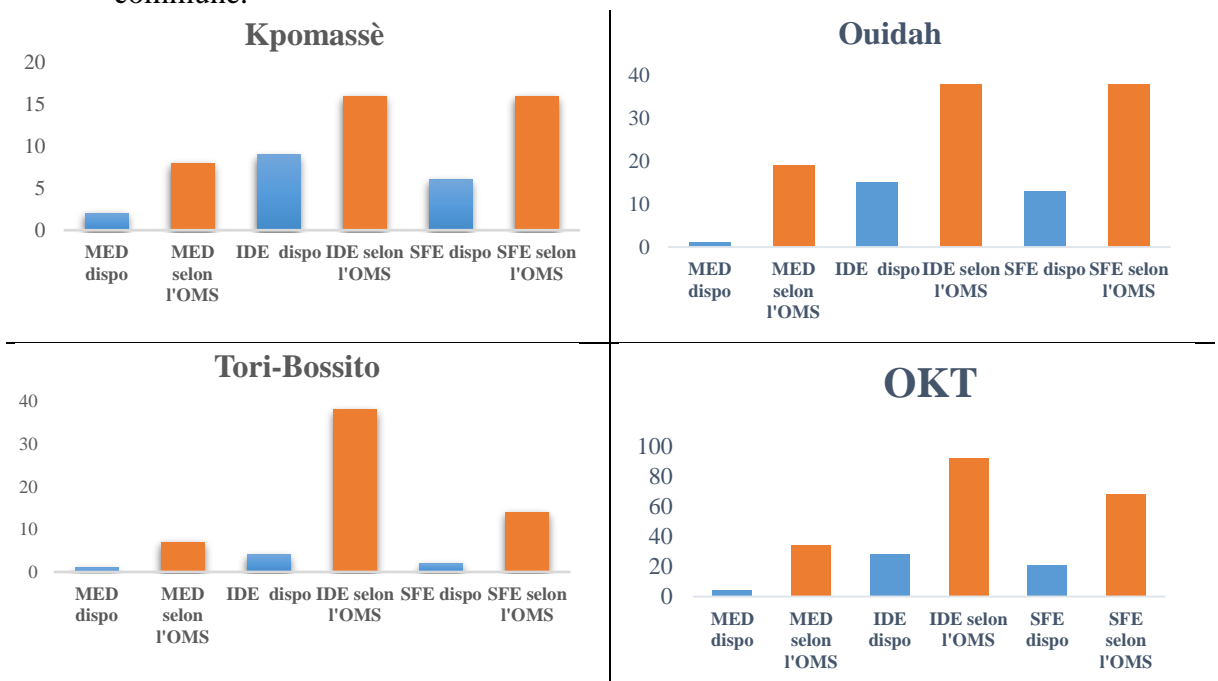 commune.
Kpomassè
20
15
10
5
0
MED dispo
MED selon l'OMS
IDE dispo
IDE selon l'OMS
SFE dispo
SFE selon l'OMS
Ouidah
40
30
20
10
0
MED dispo
MED selon l'OMS
IDE dispo
IDE selon l'OMS
SFE dispo
SFE selon l'OMS
Tori-Bossito
40
30
20
10
0
MED dispo
MED selon l'OMS
IDE dispo
IDE selon l'OMS
SFE dispo
SFE selon l'OMS
OKT
100
80
60
40
20
0
MED dispo
MED selon l'OMS
IDE dispo
IDE selon l'OMS
SFE dispo
SFE selon l'OMS